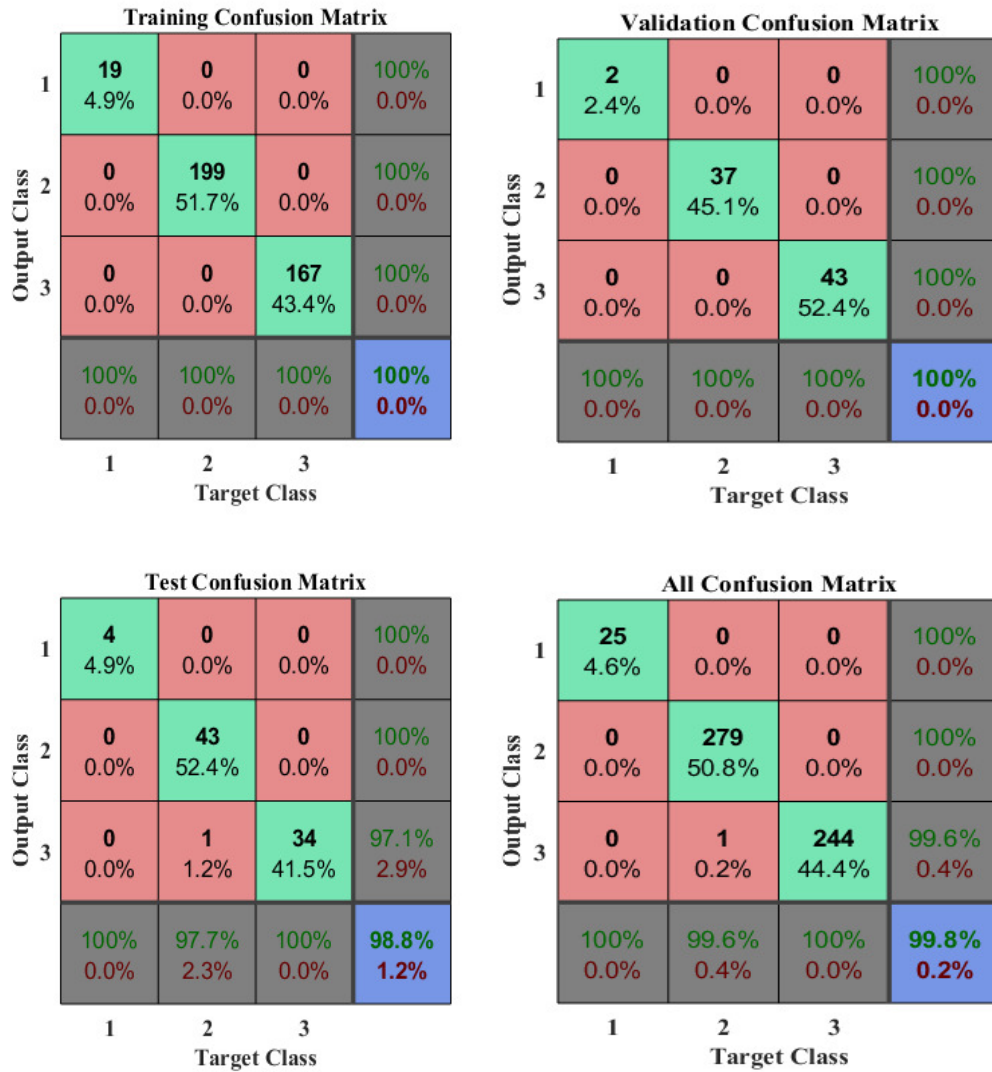 Training Confusion Matrix
1
19 0 0 100%
4.9% 0.0% 0.0% 0.0%
2
0 199 0 100%
0.0% 51.7% 0.0% 0.0%
3
0 0 167 100%
0.0% 0.0% 43.4% 0.0%
100% 100% 100% 100%
0.0% 0.0% 0.0% 0.0%
1 2 3
Target Class
Output Class
Validation Confusion Matrix
1
2 0 0 100%
2.4% 0.0% 0.0% 0.0%
2
0 37 0 100%
0.0% 45.1% 0.0% 0.0%
3
0 0 43 100%
0.0% 0.0% 52.4% 0.0%
100% 100% 100% 100%
0.0% 0.0% 0.0% 0.0%
1 2 3
Target Class
Output Class
Test Confusion Matrix
1
4 0 0 100%
4.9% 0.0% 0.0% 0.0%
2
0 43 0 100%
0.0% 52.4% 0.0% 0.0%
3
0 1 34 97.1%
0.0% 1.2% 41.5% 2.9%
100% 97.7% 100% 98.8%
0.0% 2.3% 0.0% 1.2%
1 2 3
Target Class
Output Class
All Confusion Matrix
1
25 0 0 100%
4.6% 0.0% 0.0% 0.0%
2
0 279 0 100%
0.0% 50.8% 0.0% 0.0%
3
0 1 244 99.6%
0.0% 0.2% 44.4% 0.4%
100% 99.6% 100% 99.8%
0.0% 0.4% 0.0% 0.2%
1 2 3
Target Class
Output Class